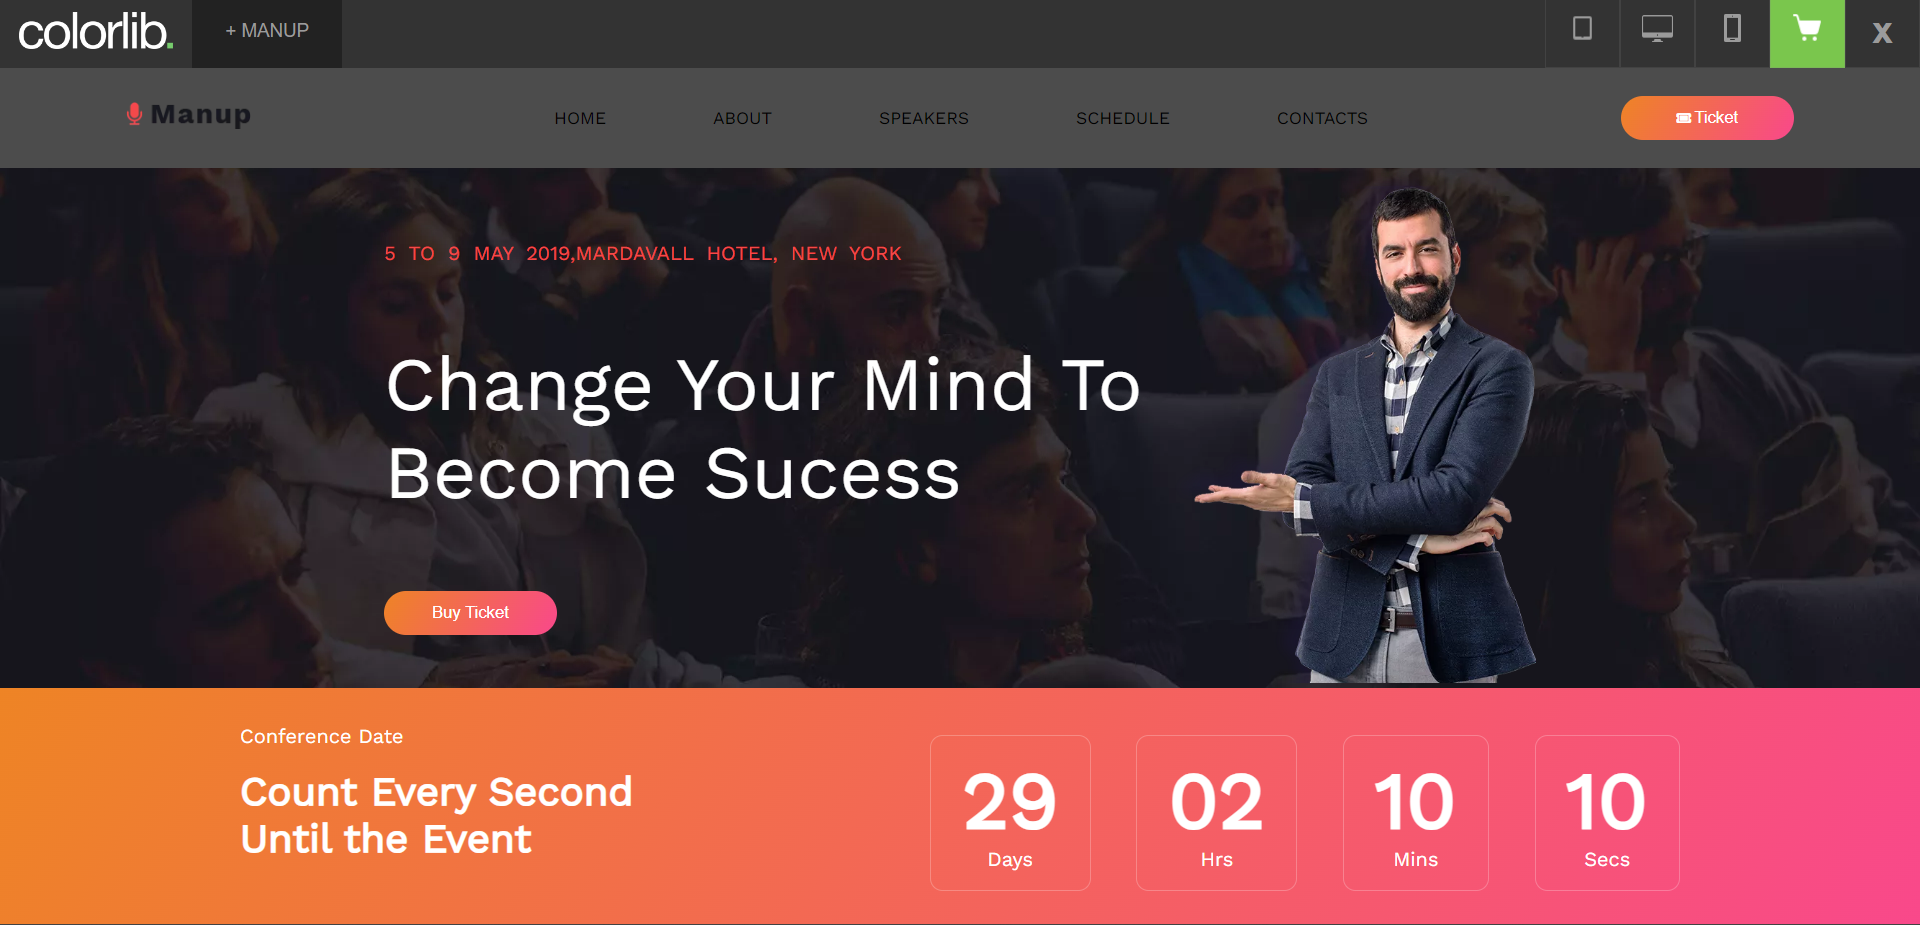 colorlib.
+ MANUP
X
Manup
HOME
ABOUT
SPEAKERS
SCHEDULE
CONTACTS
Ticket
5 TO 9 MAY 2019,MARDAVALL HOTEL, NEW YORK
Change Your Mind To
Become Sucess
Buy Ticket
Conference Date
Count Every Second
Until the Event
29
Days
02
Hrs
10
Mins
10
Secs